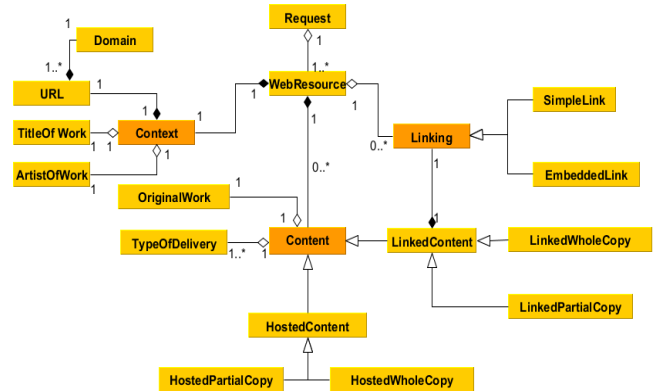 Request
1
1..*
WebResource
1
Domain
1
1..*
URL
1
TitleOf Work
1
1
Context
1
1
1
ArtistOfWork
1
1
1
0..*
Linking
1
SimpleLink
EmbeddedLink
0..*
OriginalWork
1
1
TypeOfDelivery
1..*
1
Content
1
LinkedContent
LinkedWholeCopy
LinkedPartialCopy
HostedContent
HostedPartialCopy
HostedWholeCopy